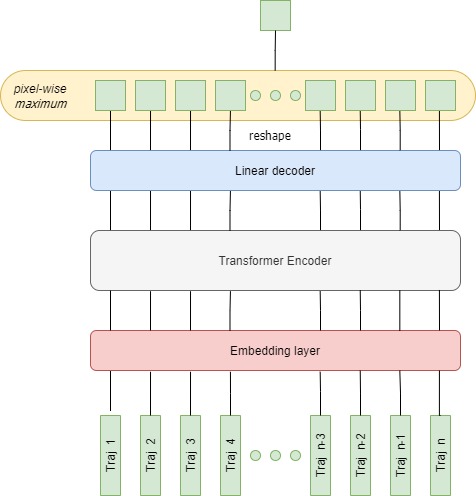 pixel-wise
maximum
reshape
Linear decoder
Transformer Encoder
Embedding layer
Traj 1
Traj 2
Traj 3
Traj 4
Traj n-3
Traj n-2
Traj n-1
Traj n